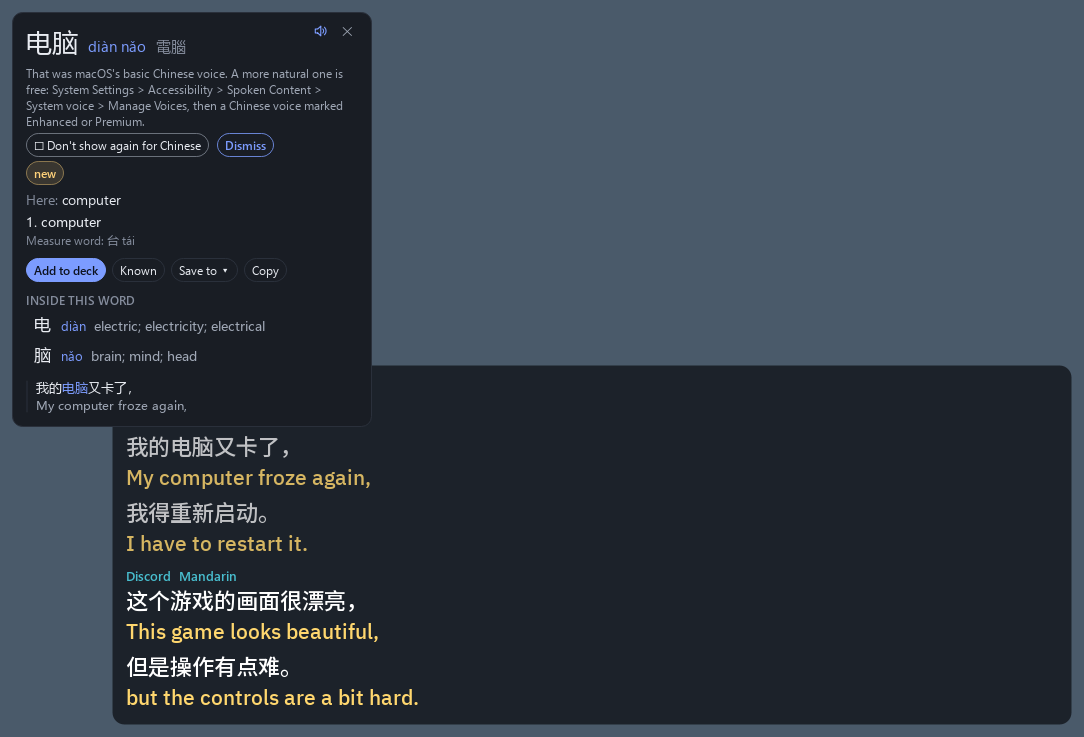 电脑 diàn nǎo 電腦
That was macOS's basic Chinese voice. A more natural one is
free: System Settings > Accessibility > Spoken Content >
System voice > Manage Voices, then a Chinese voice marked
Enhanced or Premium.
☐ Don't show again for Chinese Dismiss
new
Here: computer
1. computer
Measure word: 台 tái
Add to deck Known Save to ▾ Copy
INSIDE THIS WORD
电 diàn electric; electricity; electrical
脑 nǎo brain; mind; head
我的电脑又卡了，
My computer froze again,
我的电脑又卡了，
My computer froze again,
我得重新启动。
I have to restart it.
Discord Mandarin
这个游戏的画面很漂亮，
This game looks beautiful,
但是操作有点难。
but the controls are a bit hard.